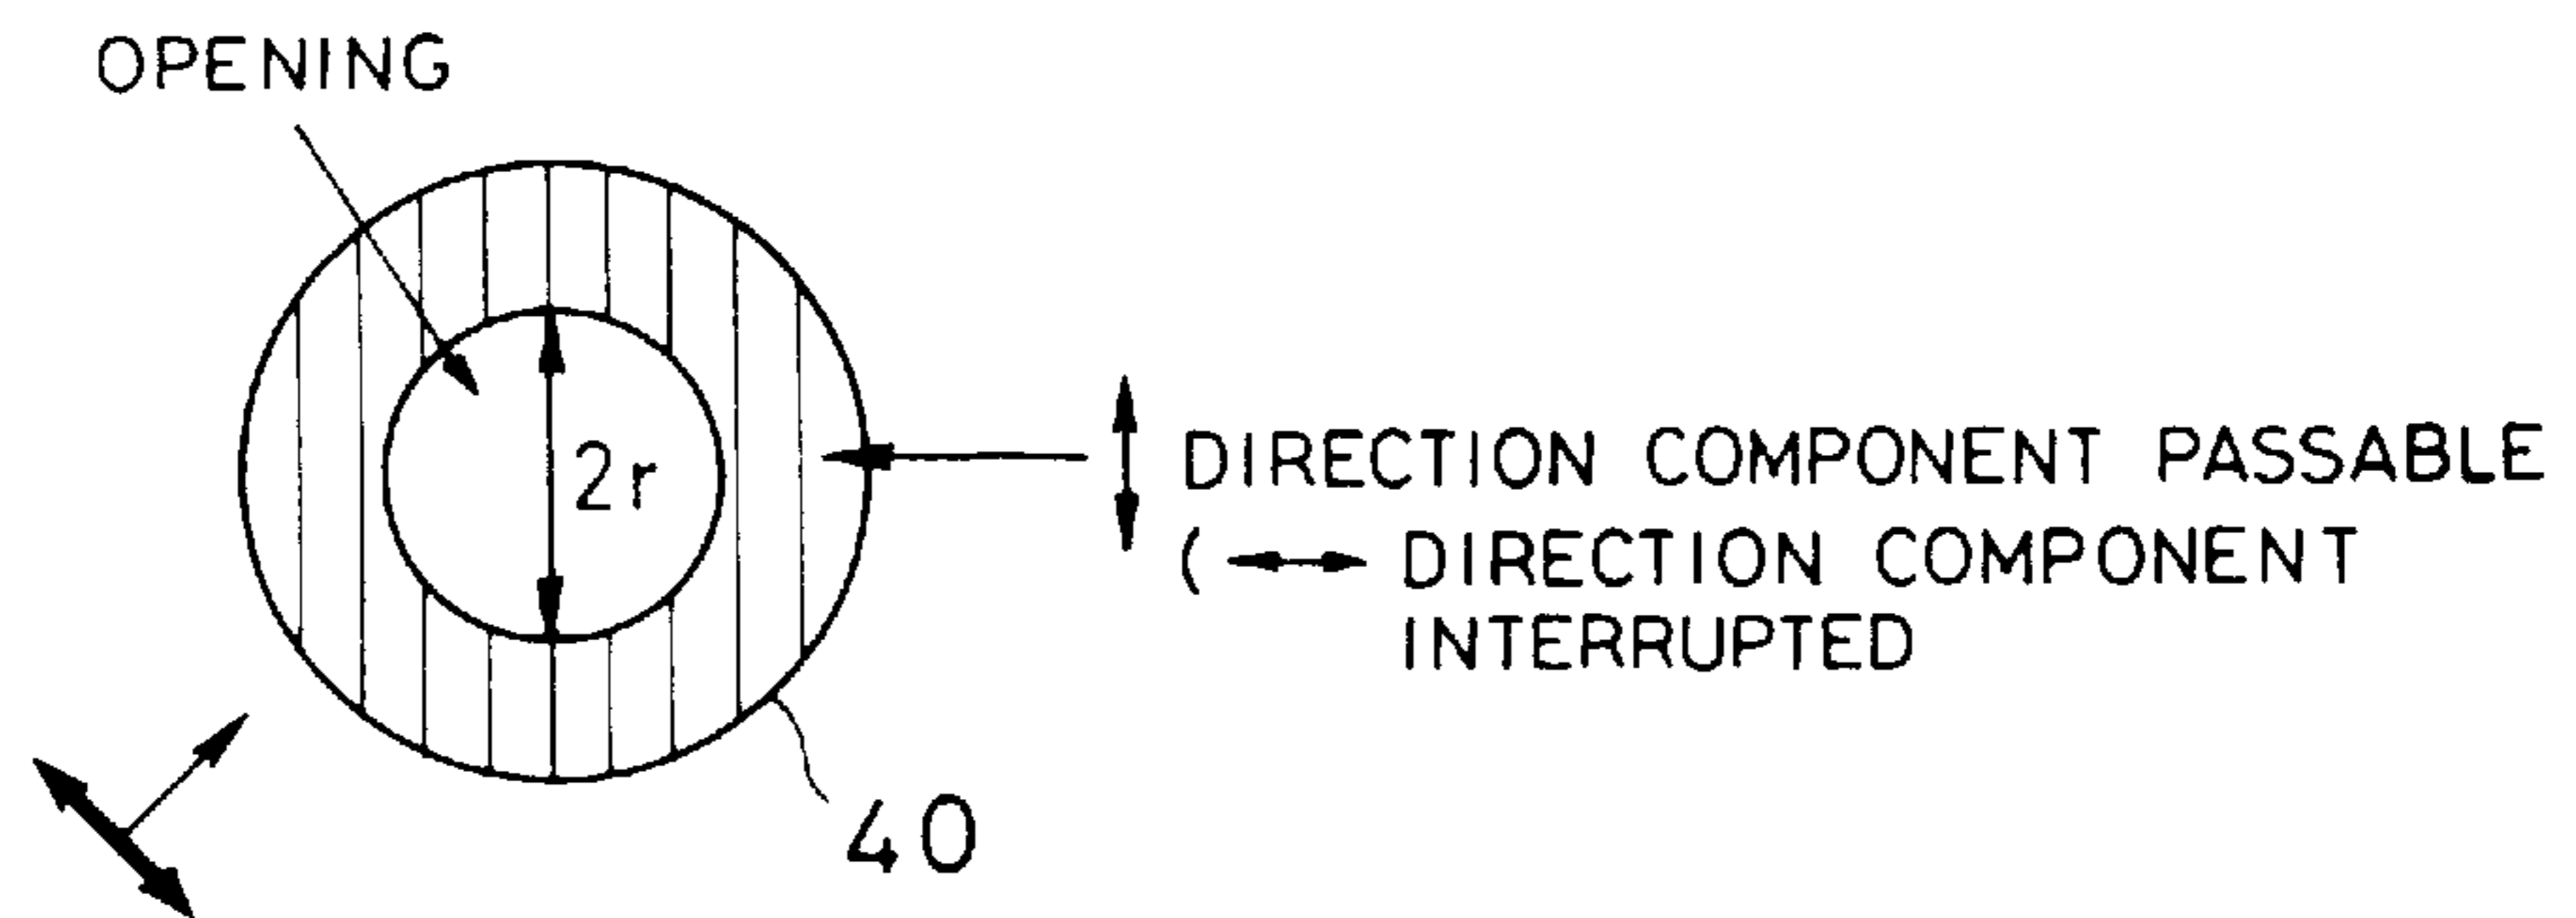 OPENING
2r
DIRECTION COMPONENT PASSABLE
( DIRECTION COMPONENT
INTERRUPTED
40